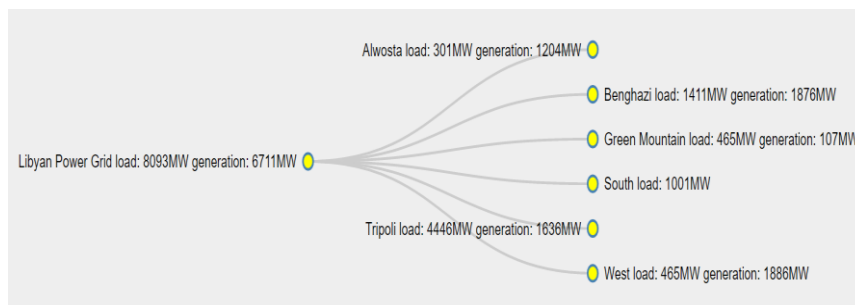 Alwosta load: 301MW generation: 1204MW
Benghazi load: 1411MW generation: 1876MW
Green Mountain load: 465MW generation: 107MW
Libyan Power Grid load: 8093MW generation: 6711MW
South load: 1001MW
Tripoli load: 4446MW generation: 1636MW
West load: 465MW generation: 1886MW